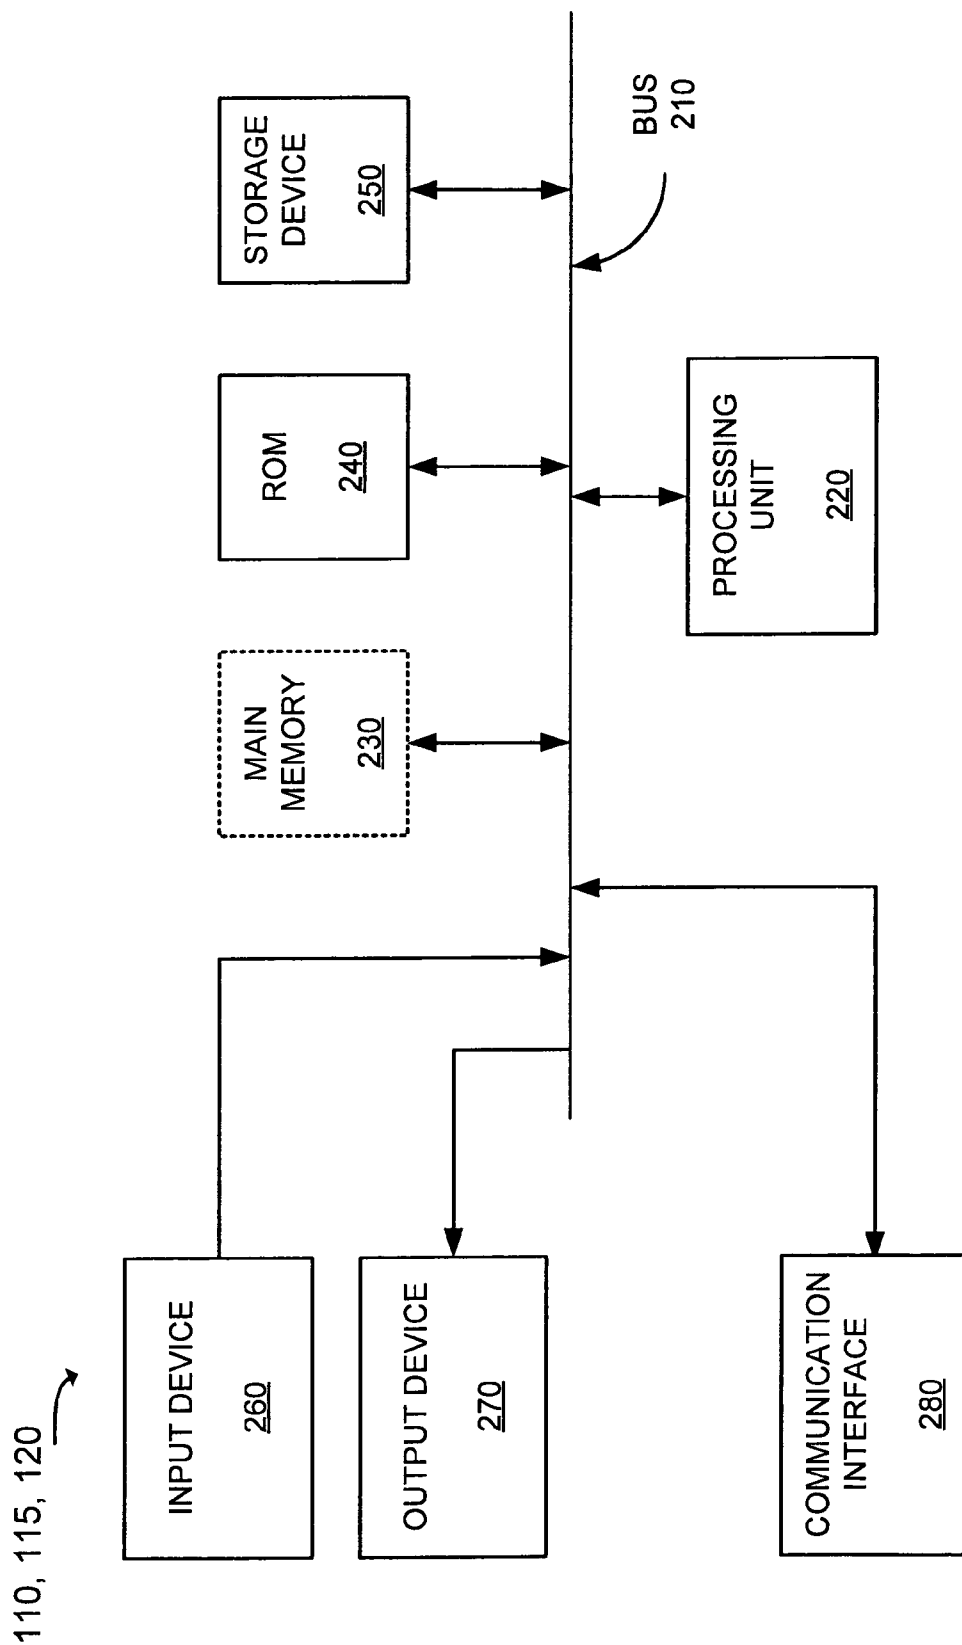 110, 115, 120
INPUT DEVICE
260
OUTPUT DEVICE
270
COMMUNICATION
INTERFACE
280
MAIN
MEMORY
230
ROM
240
STORAGE
DEVICE
250
PROCESSING
UNIT
220
BUS
210